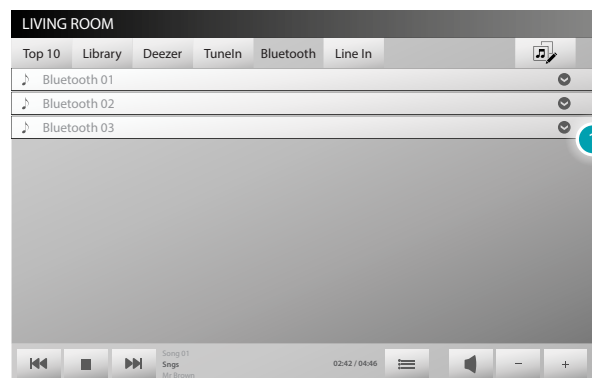 LIVING ROOM
Top 10 Library Deezer TuneIn Bluetooth Line In
Bluetooth 01
Bluetooth 02
Bluetooth 03
Song 01
Sngs
Mr Brown
02:42 / 04:46
- +